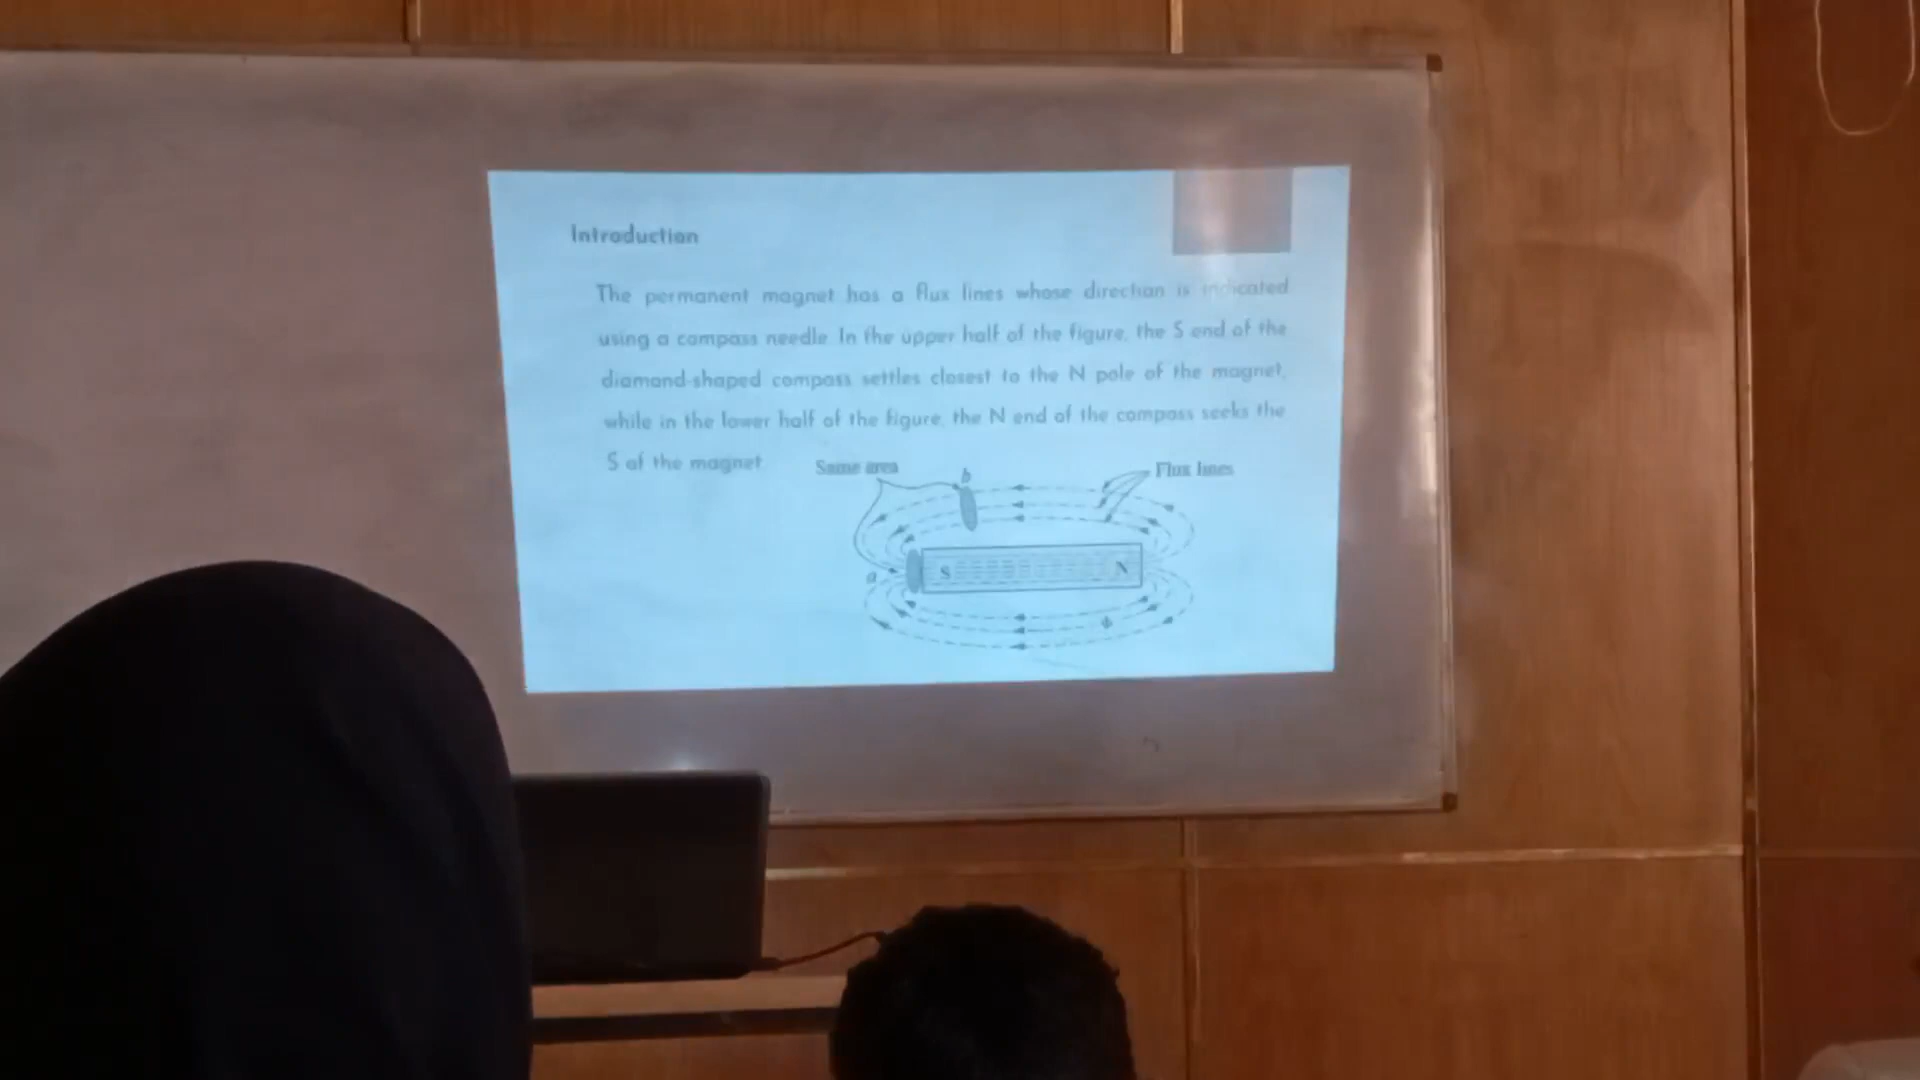 Introduction
The permanent magnet has a flux lines whose direction is indicated
using a compass needle. In the upper half of the figure, the S end of the
diamond-shaped compass settles closest to the N pole of the magnet,
while in the lower half of the figure, the N end of the compass seeks the
S of the magnet
Same area
b
Flux lines
a
S
N